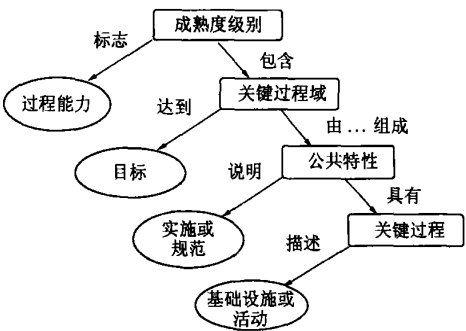 成熟度级别
标志
包含
过程能力
关键过程域
达到
由…组成
目标
公共特性
说明
具有
实施或
规范
关键过程
描述
基础设施或
活动